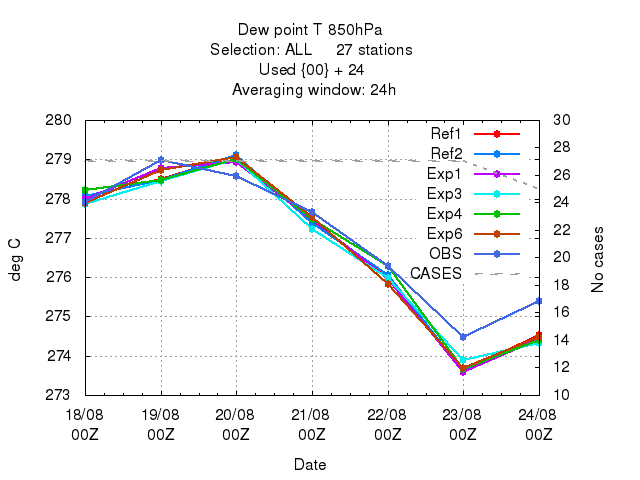 Dew point T 850hPa
Selection: ALL 27 stations
Used {00} + 24
Averaging window: 24h
280
279
278
277
276
275
274
273
deg C
30
28
26
24
22
20
18
16
14
12
10
No cases
Ref1
Ref2
Exp1
Exp3
Exp4
Exp6
OBS
CASES
18/08 19/08 20/08 21/08 22/08 23/08 24/08
00Z 00Z 00Z 00Z 00Z 00Z 00Z
Date